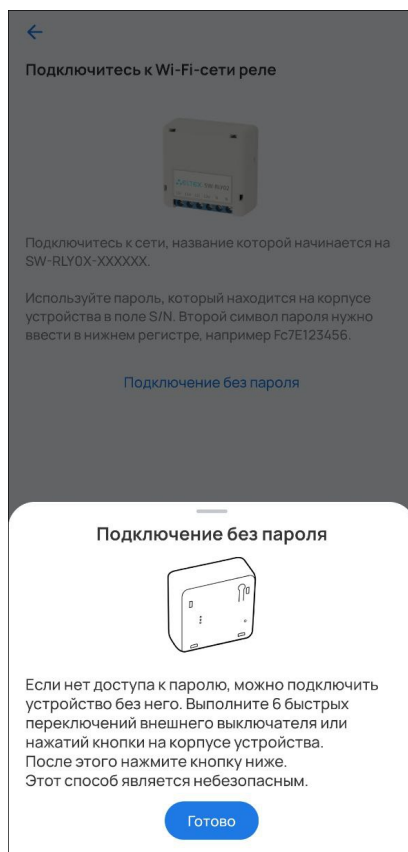 Подключитесь к Wi-Fi-сети реле
SW-RLY02
Подключитесь к сети, название которой начинается на
SW-RLY0X-XXXXXX.
Используйте пароль, который находится на корпусе
устройства в поле S/N. Второй символ пароля нужно
ввести в нижнем регистре, например Fc7E123456.
Подключение без пароля
Подключение без пароля
Если нет доступа к паролю, можно подключить
устройство без него. Выполните 6 быстрых
переключений внешнего выключателя или
нажатий кнопки на корпусе устройства.
После этого нажмите кнопку ниже.
Этот способ является небезопасным.
Готово